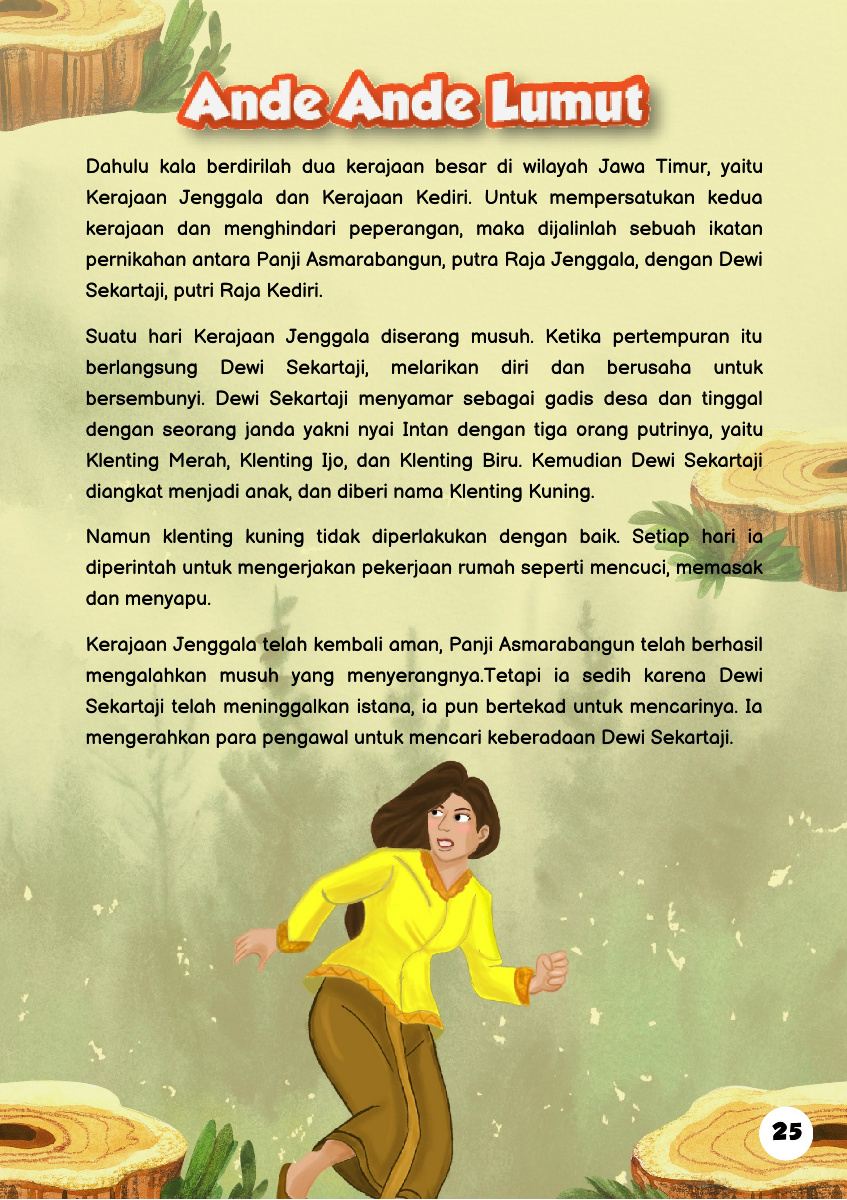 Ande Ande Lumut
Dahulu kala berdirilah dua kerajaan besar di wilayah Jawa Timur, yaitu
Kerajaan Jenggala dan Kerajaan Kediri. Untuk mempersatukan kedua
kerajaan dan menghindari peperangan, maka dijalinlah sebuah ikatan
pernikahan antara Panji Asmarabangun, putra Raja Jenggala, dengan Dewi
Sekartaji, putri Raja Kediri.
Suatu hari Kerajaan Jenggala diserang musuh. Ketika pertempuran itu
berlangsung Dewi Sekartaji, melarikan diri dan berusaha untuk
bersembunyi. Dewi Sekartaji menyamar sebagai gadis desa dan tinggal
dengan seorang janda yakni nyai Intan dengan tiga orang putrinya, yaitu
Klenting Merah, Klenting Ijo, dan Klenting Biru. Kemudian Dewi Sekartaji
diangkat menjadi anak, dan diberi nama Klenting Kuning.
Namun klenting kuning tidak diperlakukan dengan baik. Setiap hari ia
diperintah untuk mengerjakan pekerjaan rumah seperti mencuci, memasak
dan menyapu.
Kerajaan Jenggala telah kembali aman, Panji Asmarabangun telah berhasil
mengalahkan musuh yang menyerangnya.Tetapi ia sedih karena Dewi
Sekartaji telah meninggalkan istana, ia pun bertekad untuk mencarinya. Ia
mengerahkan para pengawal untuk mencari keberadaan Dewi Sekartaji.
25